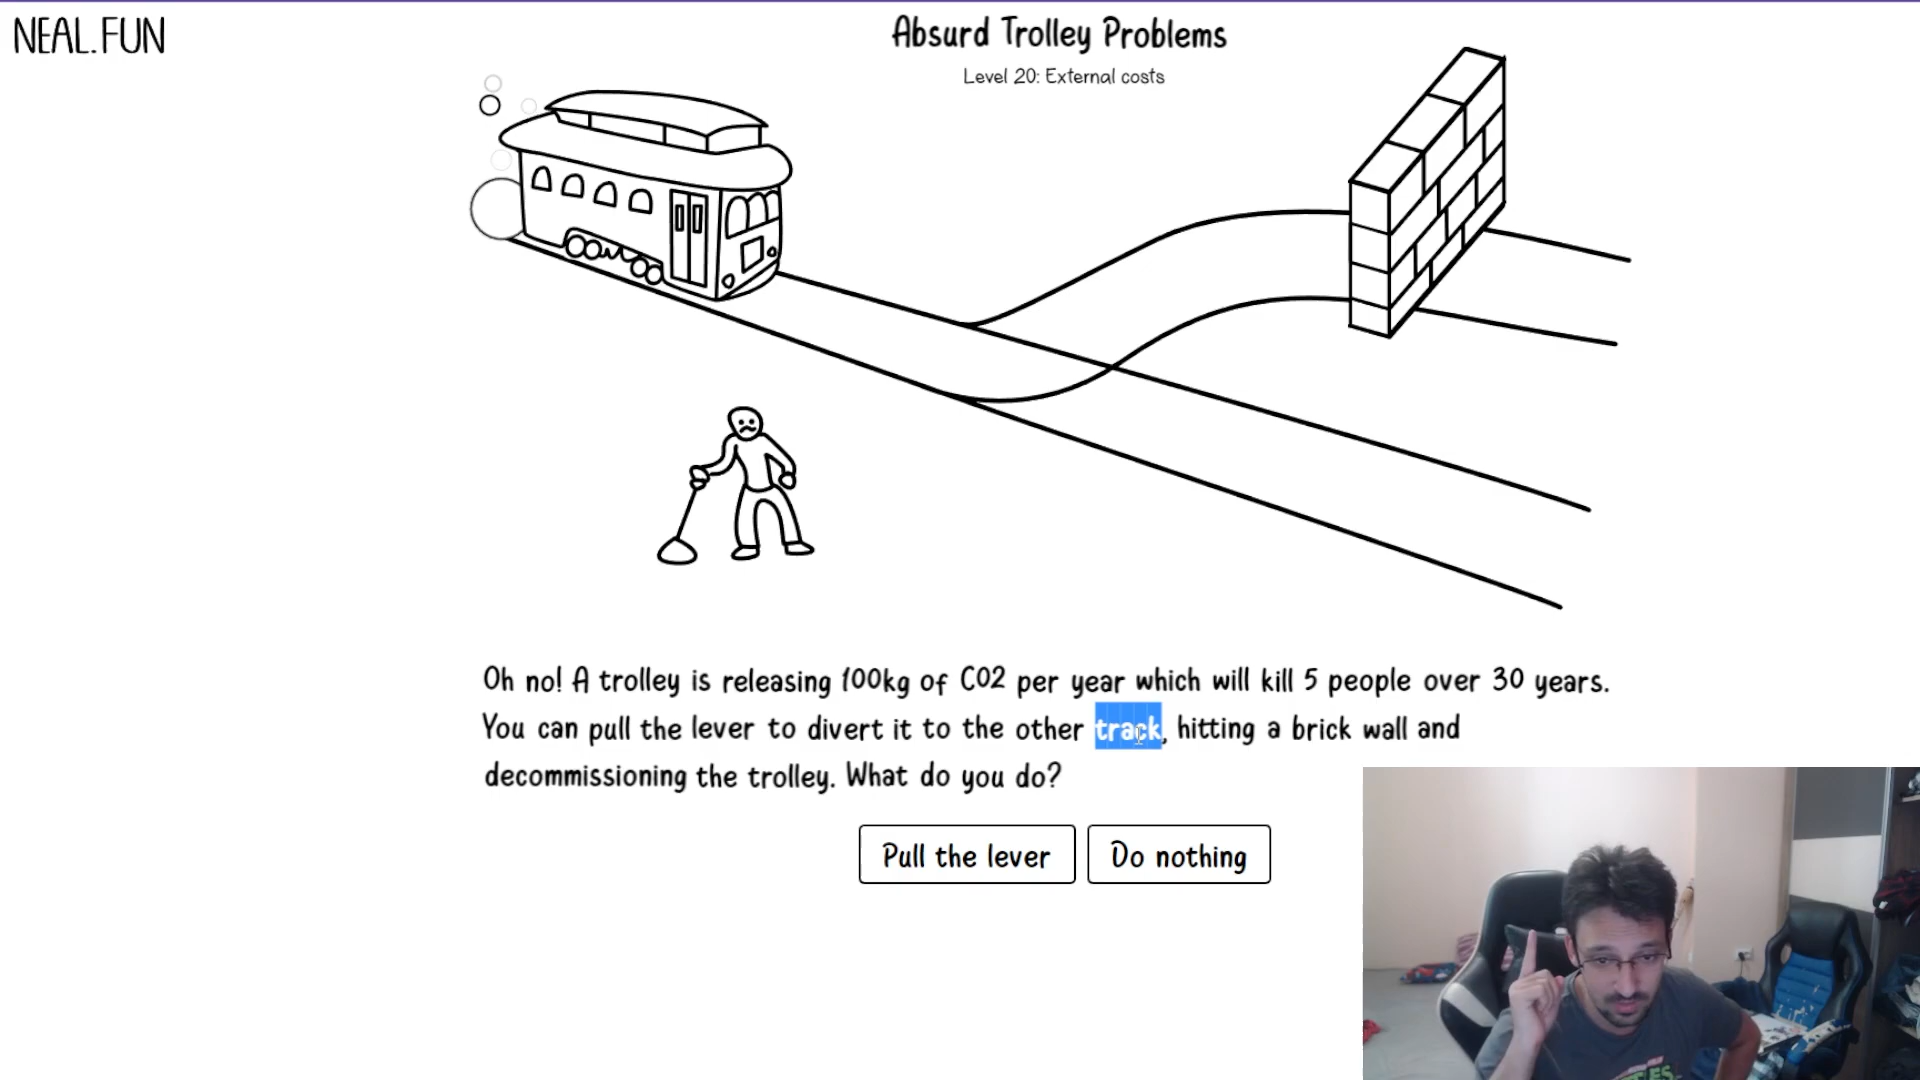 NEAL.FUN
Absurd Trolley Problems
Level 20: External costs
Oh no! A trolley is releasing 100kg of CO2 per year which will kill 5 people over 30 years.
You can pull the lever to divert it to the other track, hitting a brick wall and
decommissioning the trolley. What do you do?
Pull the lever
Do nothing